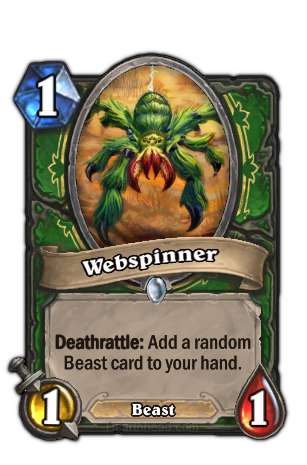 1
Webspinner
Deathrattle: Add a random
Beast card to your hand.
1
Beast
1